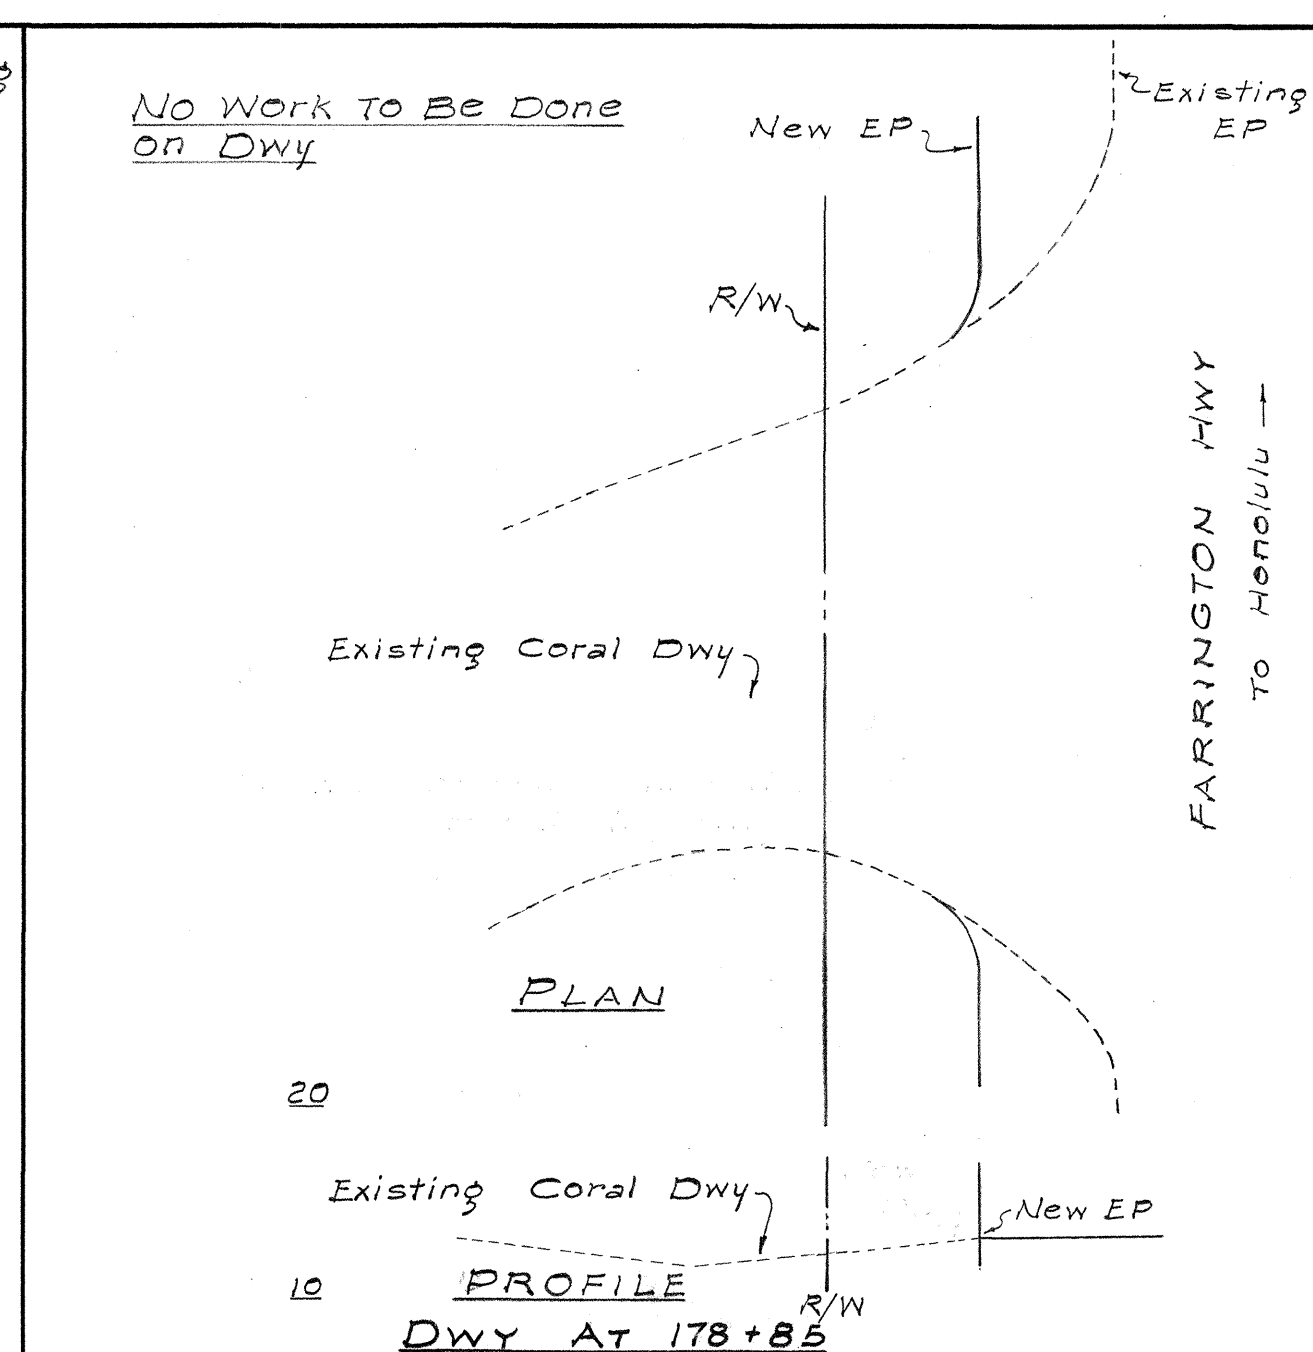 No Work To Be Done
on Dwy
Existing
EP
New EP
R/W
FARRINGTON HWY
To Honolulu
Existing Coral Dwy
PLAN
20
Existing Coral Dwy
New EP
10
PROFILE
R/W
DWY AT 178+85